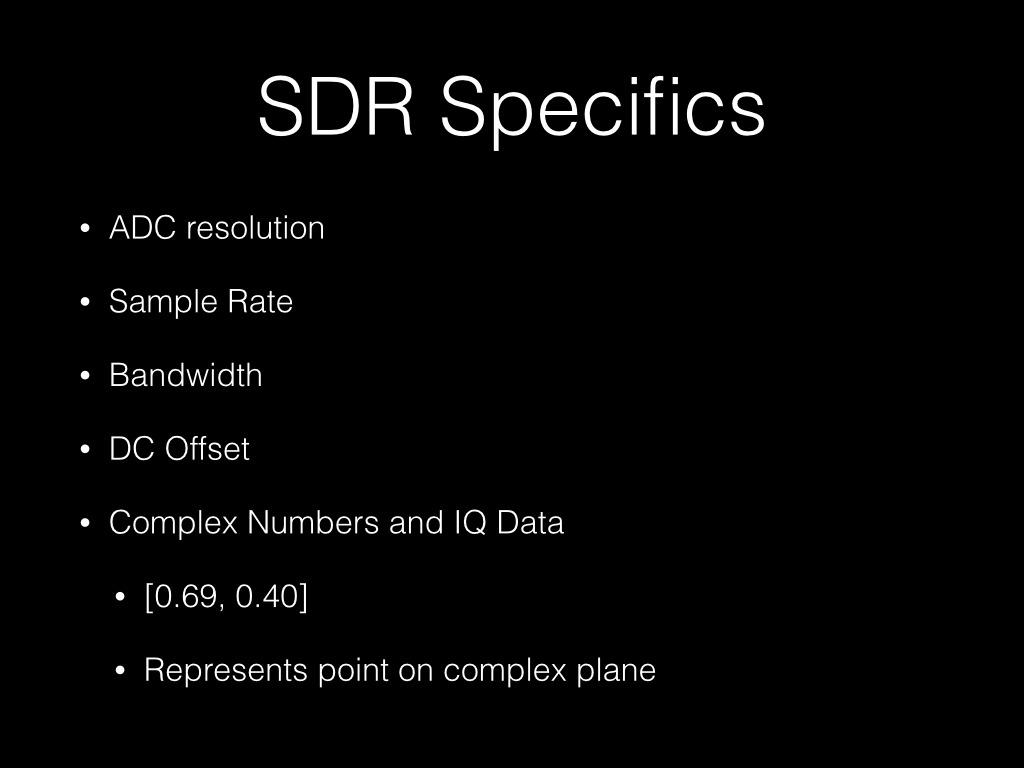 SDR Specifics
• ADC resolution
• Sample Rate
• Bandwidth
• DC Offset
• Complex Numbers and IQ Data
• [0.69, 0.40]
• Represents point on complex plane